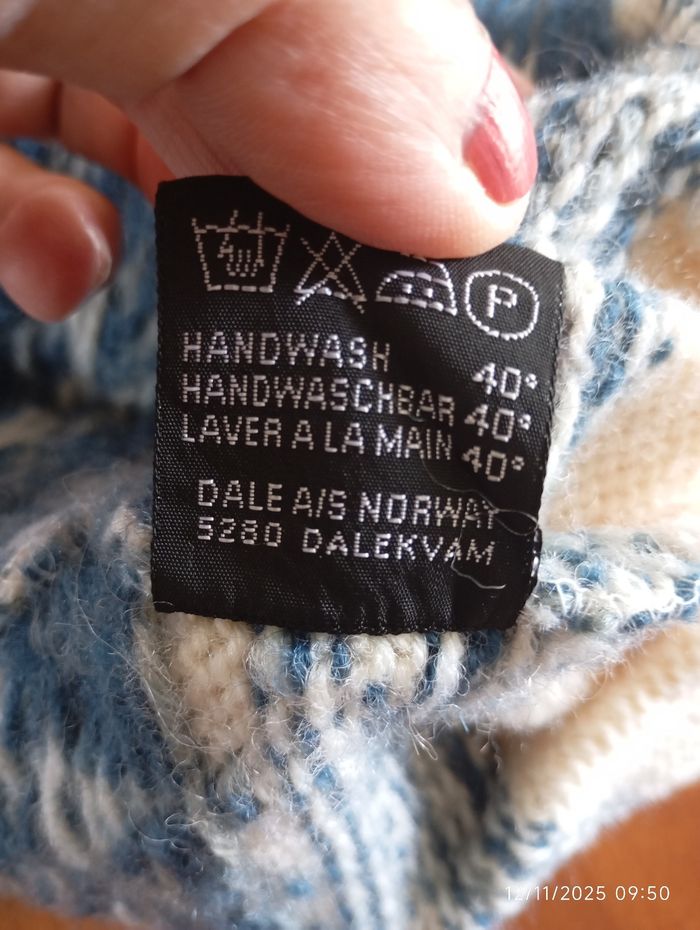 P
HANDWASH 40°
HANDWASCHBAR 40°
LAVER A LA MAIN 40°
DALE A/S NORWAY
5280 DALEKVAM
12/11/2025 09:50